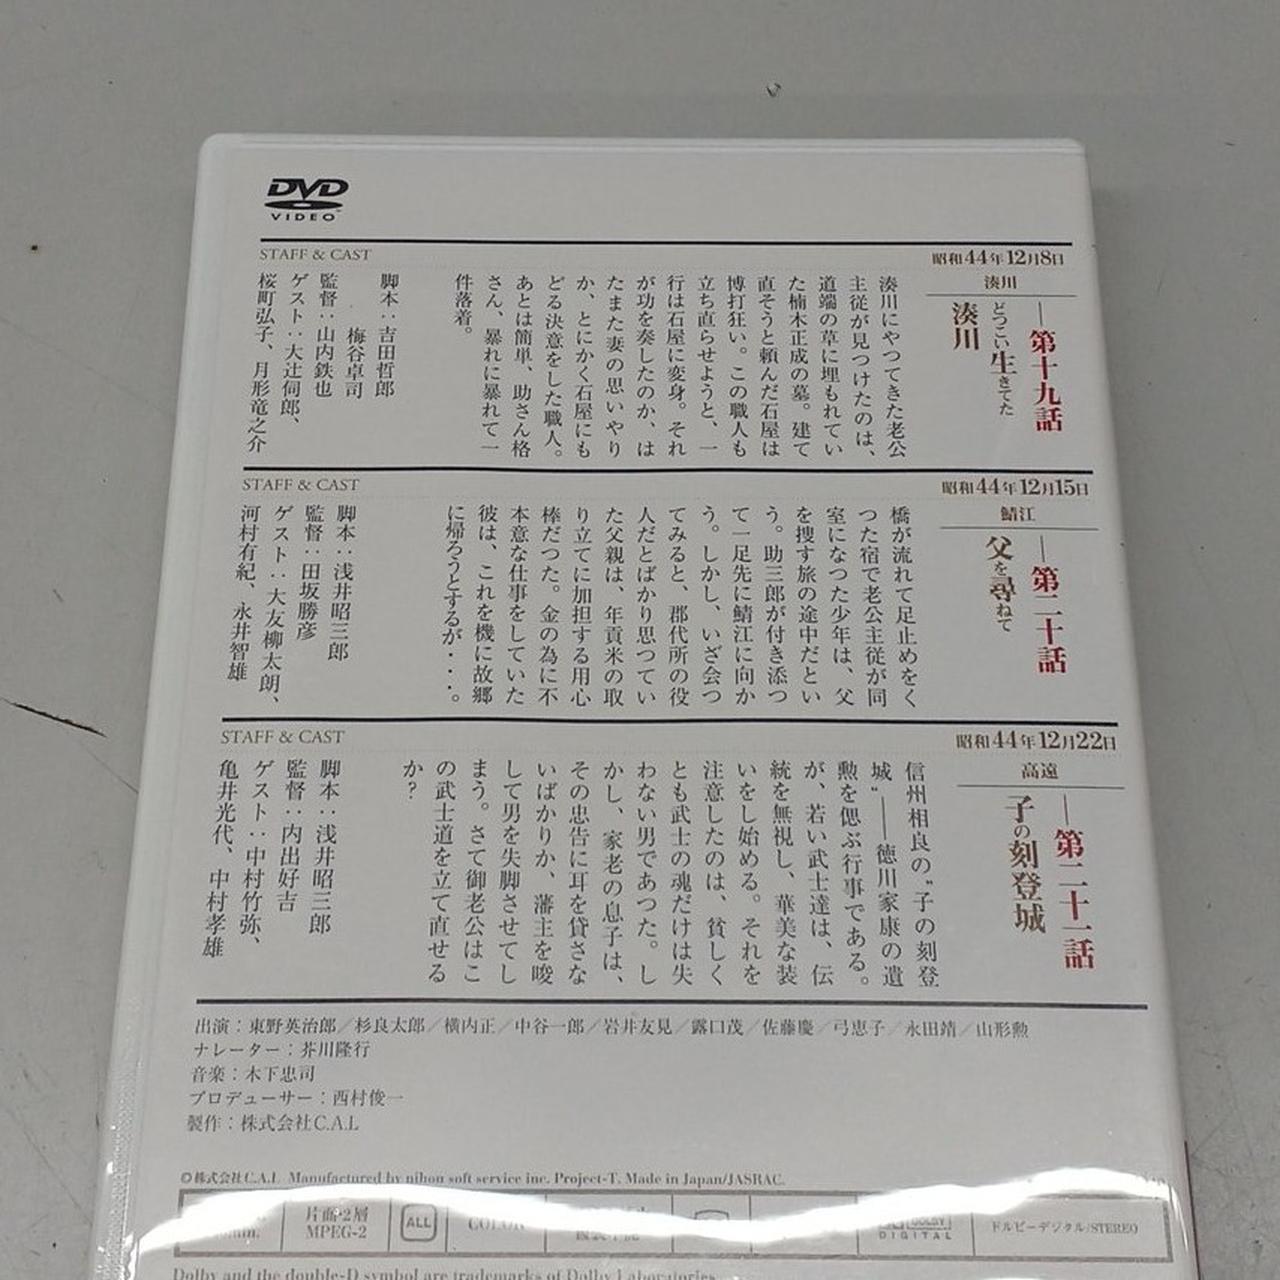 DVD
VIDEO
昭和44年12月8日
湊川
第十九話
どっこい生きてた
湊川
湊川にやってきた老公
主従が見つけたのは、
道端の草に埋もれてい
た楠木正成の墓。建て
直そうと頼んだ石屋は
博打狂い。この職人も
立ち直らせようと、一
行は石屋に変身。それ
が功を奏したのか、は
たまた妻の思いやり
か、とにかく石屋にも
どる決意をした職人。
あとは簡単、助さん格
さん、暴れに暴れて一
件落着。
STAFF & CAST
脚本：吉田哲郎
梅谷卓司
監督：山内鉄也
ゲスト：大辻伺郎、
桜町弘子、月形竜之介
昭和44年12月15日
鯖江
第二十話
父を尋ねて
橋が流れて足止めをく
つた宿で老公主従が同
室になつた少年は、父
を捜す旅の途中だとい
う。助三郎が付き添つ
て一足先に鯖江に向か
う。しかし、いざ会つ
てみると、郡代所の役
人だとばかり思つてい
た父親は、年貢米の取
り立てに加担する用心
棒だつた。金の為に不
本意な仕事をしていた
彼は、これを機に故郷
に帰ろうとするが・・・。
STAFF & CAST
脚本：浅井昭三郎
監督：田坂勝彦
ゲスト：大友柳太朗、
河村有紀、永井智雄
昭和44年12月22日
高遠
第二十一話
子の刻登城
信州相良の"子の刻登
城"――徳川家康の遺
勲を偲ぶ行事である。
が、若い武士達は、伝
統を無視し、華美な装
いをし始める。それを
注意したのは、貧しく
とも武士の魂だけは失
わない男であつた。し
かし、家老の息子は、
その忠告に耳を貸さな
いばかりか、藩主を唆
して男を失脚させてし
まう。さて御老公はこ
の武士道を立て直せる
か？
STAFF & CAST
脚本：浅井昭三郎
監督：内出好吉
ゲスト：中村竹弥、
亀井光代、中村孝雄
出演：東野英治郎／杉良太郎／横内正／中谷一郎／岩井友見／露口茂／佐藤慶／弓恵子／永田靖／山形勲
ナレーター：芥川隆行
音楽：木下忠司
プロデューサー：西村俊一
製作：株式会社C.A.L
©株式会社C.A.L Manufactured by nihon soft service inc. Project-T. Made in Japan/JASRAC.
min.
片面・2層
MPEG-2
ALL
COLOR
DOLBY
DIGITAL
ドルビーデジタル/STEREO
Dolby and the double-D symbol are trademarks of Dolby Laboratories